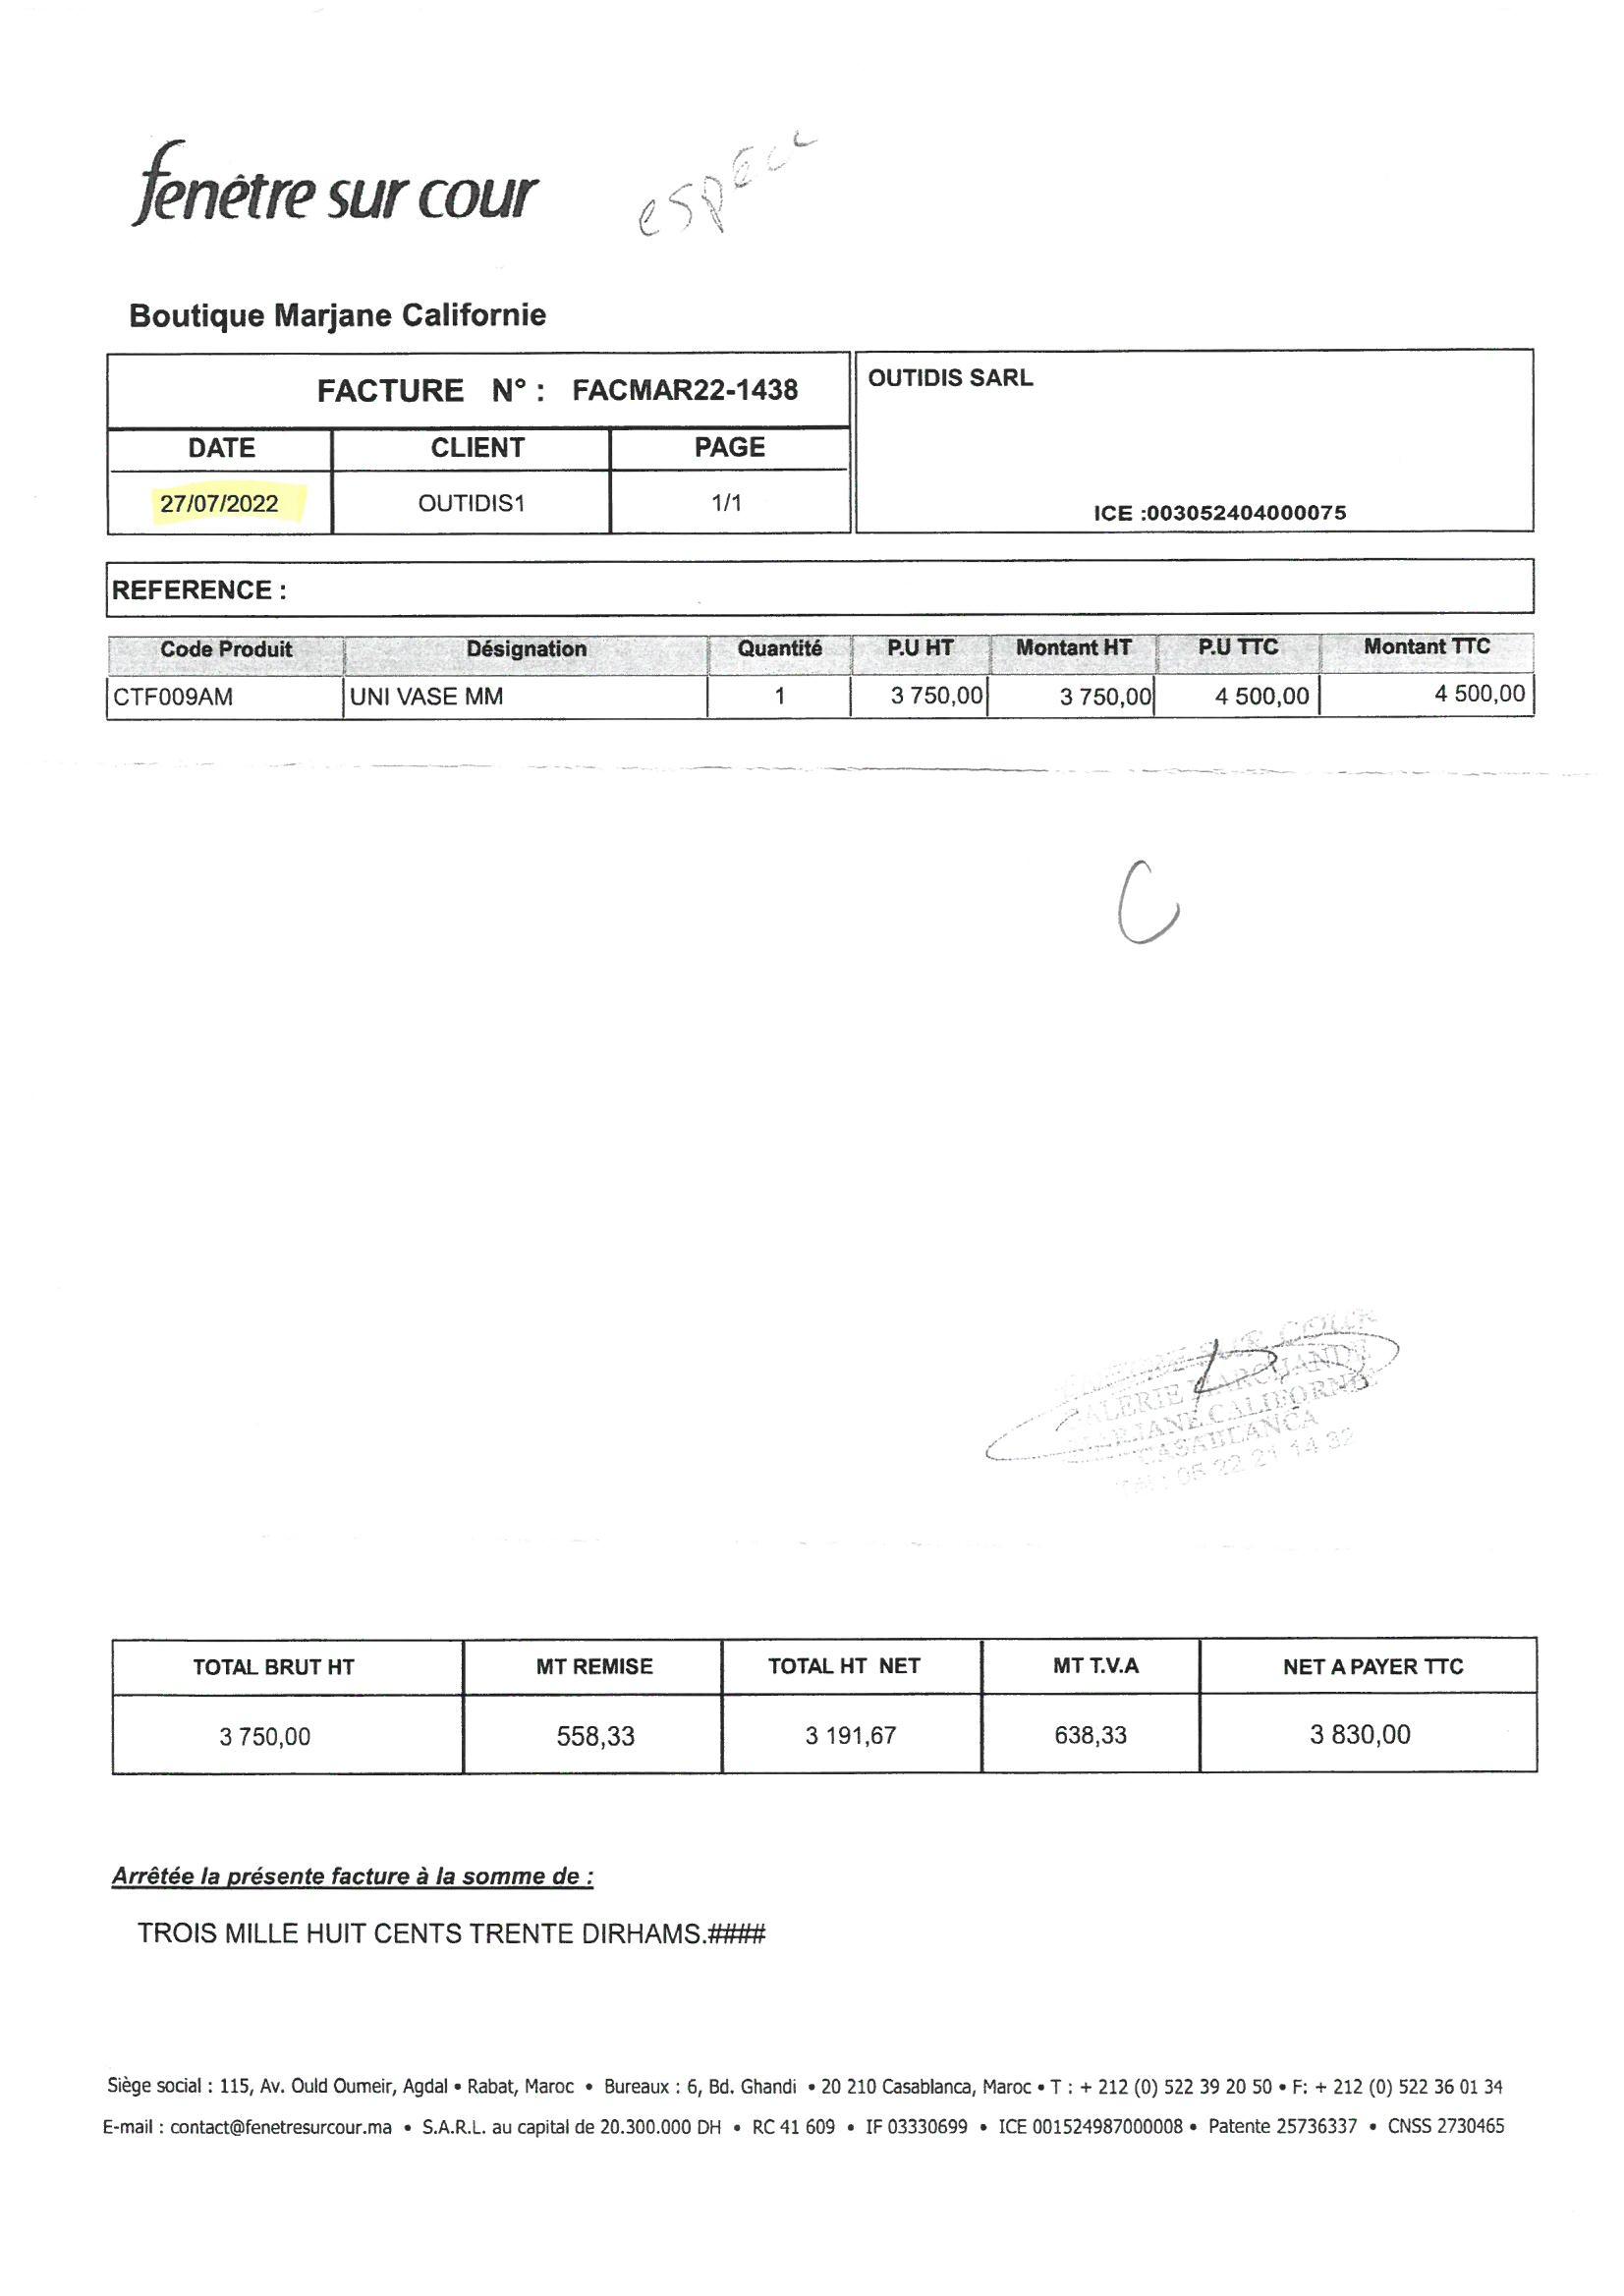 fenêtre sur cour
Boutique Marjane Californie
FACTURE N° : FACMAR22-1438
OUTIDIS SARL
DATE CLIENT PAGE
27/07/2022 OUTIDIS1 1/1
ICE :003052404000075
REFERENCE :
Code Produit Désignation Quantité P.U HT Montant HT P.U TTC Montant TTC
CTF009AM UNI VASE MM 1 3 750,00 3 750,00 4 500,00 4 500,00
C
SUR COUR
MARCHANDE
CALIFORNIE
CASABLANCA
Tél : 05 22 21 14 32
TOTAL BRUT HT MT REMISE TOTAL HT NET MT T.V.A NET A PAYER TTC
3 750,00 558,33 3 191,67 638,33 3 830,00
Arrêtée la présente facture à la somme de :
TROIS MILLE HUIT CENTS TRENTE DIRHAMS.####
Siège social : 115, Av. Ould Oumeir, Agdal • Rabat, Maroc • Bureaux : 6, Bd. Ghandi • 20 210 Casablanca, Maroc • T : + 212 (0) 522 39 20 50 • F: + 212 (0) 522 36 01 34
E-mail : contact@fenetresurcour.ma • S.A.R.L. au capital de 20.300.000 DH • RC 41 609 • IF 03330699 • ICE 001524987000008 • Patente 25736337 • CNSS 2730465